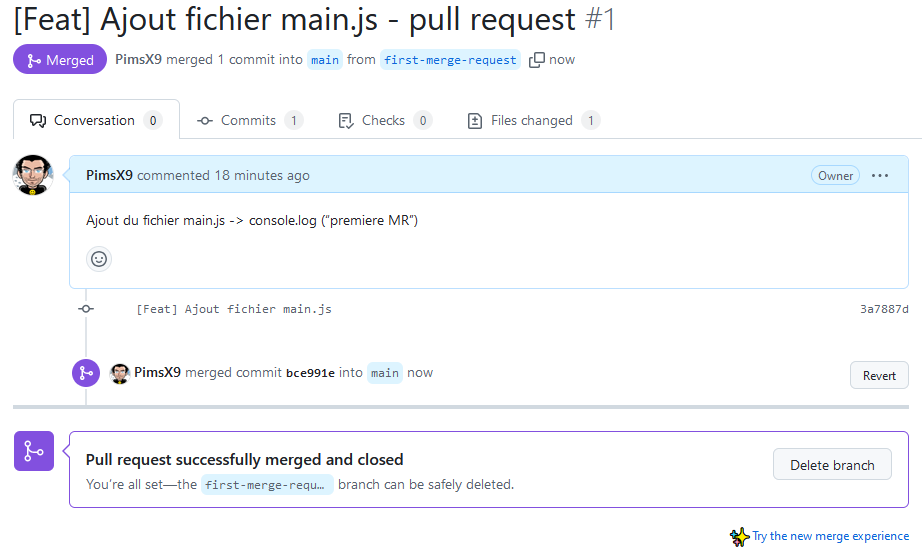 [Feat] Ajout fichier main.js - pull request #1
Merged PimsX9 merged 1 commit into main from first-merge-request now
Conversation 0 Commits 1 Checks 0 Files changed 1
PimsX9 commented 18 minutes ago Owner ...
Ajout du fichier main.js -> console.log ("premiere MR")
[Feat] Ajout fichier main.js 3a7887d
PimsX9 merged commit bce991e into main now Revert
Pull request successfully merged and closed
You're all set—the first-merge-requ… branch can be safely deleted. Delete branch
Try the new merge experience